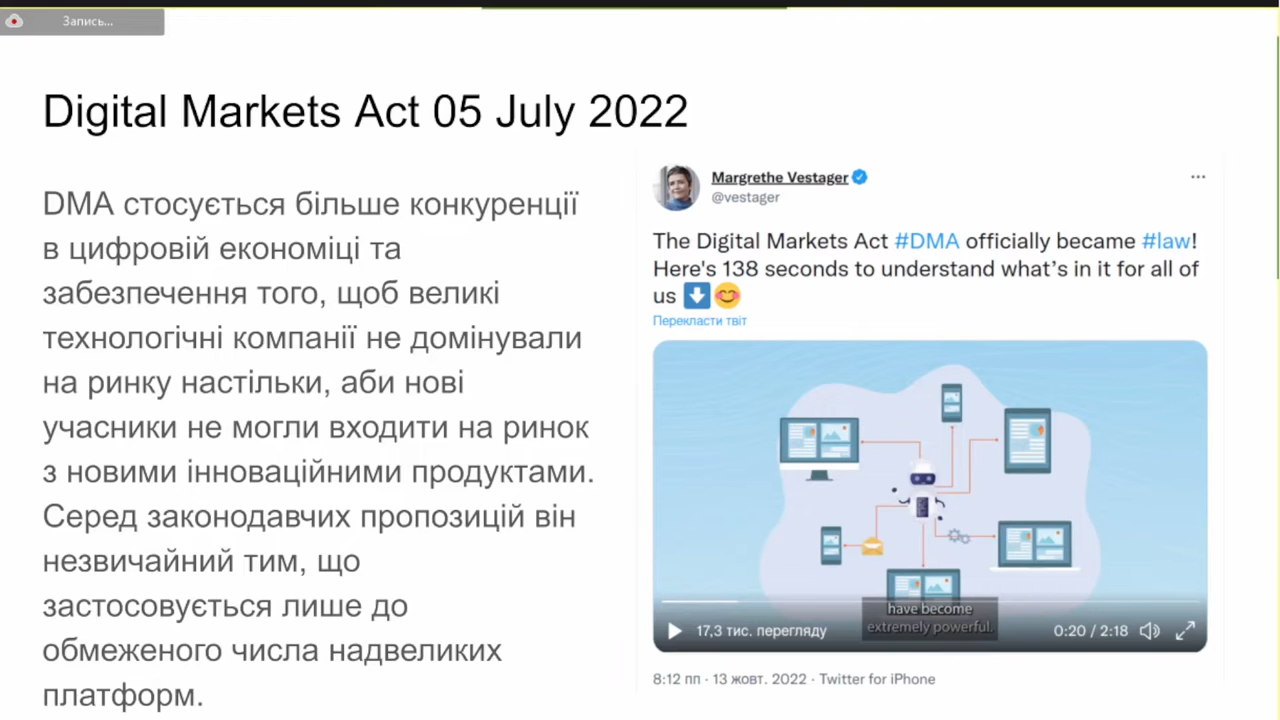 Запись...
Digital Markets Act 05 July 2022
DMA стосується більше конкуренції
в цифровій економіці та
забезпечення того, щоб великі
технологічні компанії не домінували
на ринку настільки, аби нові
учасники не могли входити на ринок
з новими інноваційними продуктами.
Серед законодавчих пропозицій він
незвичайний тим, що
застосовується лише до
обмеженого числа надвеликих
платформ.
Margrethe Vestager
@vestager
The Digital Markets Act #DMA officially became #law!
Here's 138 seconds to understand what's in it for all of
us
Перекласти твіт
have become
extremely powerful.
17,3 тис. перегляду
0:20 / 2:18
8:12 пп · 13 жовт. 2022 · Twitter for iPhone